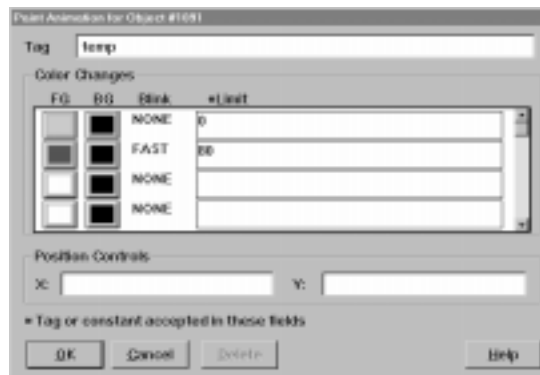 Point Animation for Object #1091
Tag temp
Color Changes
FG BG Blink *Limit
NONE 0
FAST 80
NONE
NONE
Position Controls
X: Y:
* Tag or constant accepted in these fields
OK Cancel Delete Help